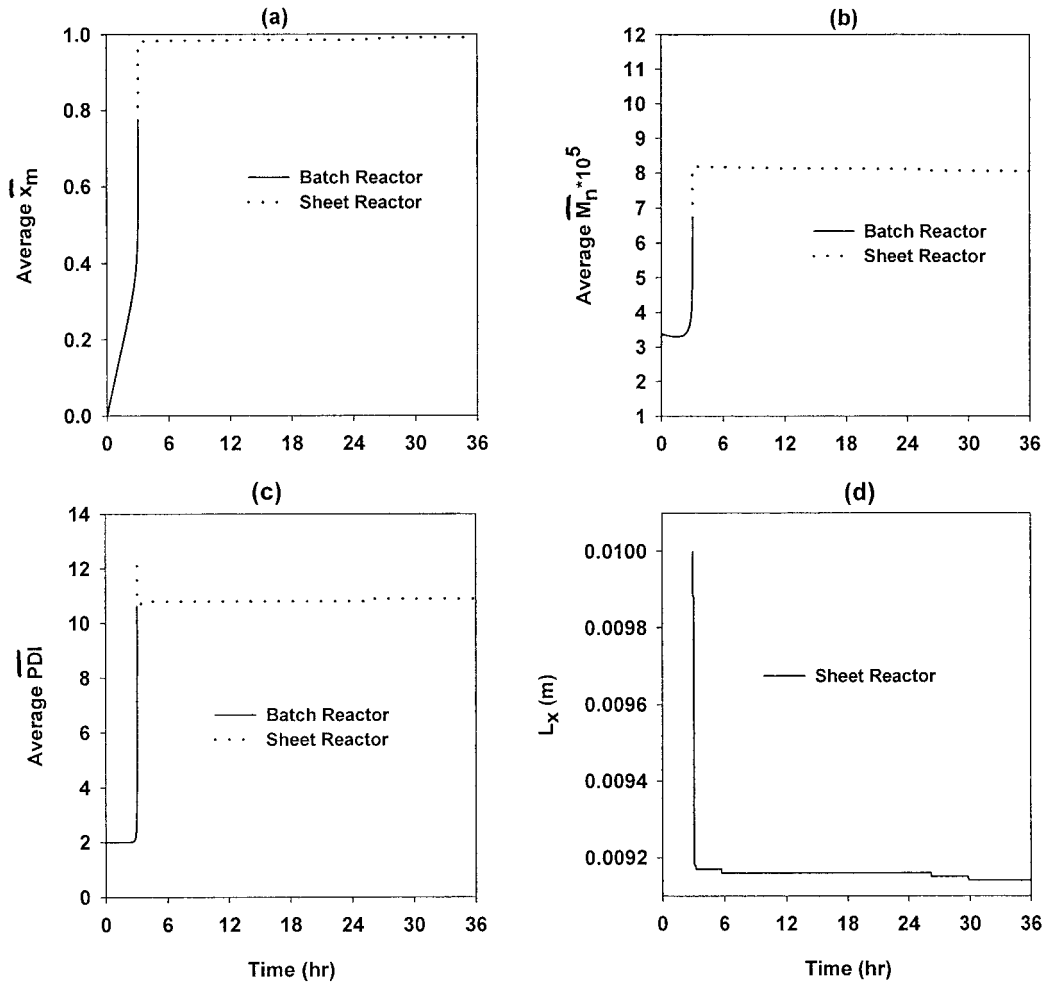 (a)
1.0
0.8
0.6
0.4
0.2
0.0
Average x̅m
Batch Reactor
Sheet Reactor
0 6 12 18 24 30 36
(b)
12
11
10
9
8
7
6
5
4
3
2
1
Average M̅n*10^5
Batch Reactor
Sheet Reactor
0 6 12 18 24 30 36
(c)
14
12
10
8
6
4
2
0
Average P̅D̅I̅
Batch Reactor
Sheet Reactor
0 6 12 18 24 30 36
Time (hr)
(d)
0.0100
0.0098
0.0096
0.0094
0.0092
Lx (m)
Sheet Reactor
0 6 12 18 24 30 36
Time (hr)